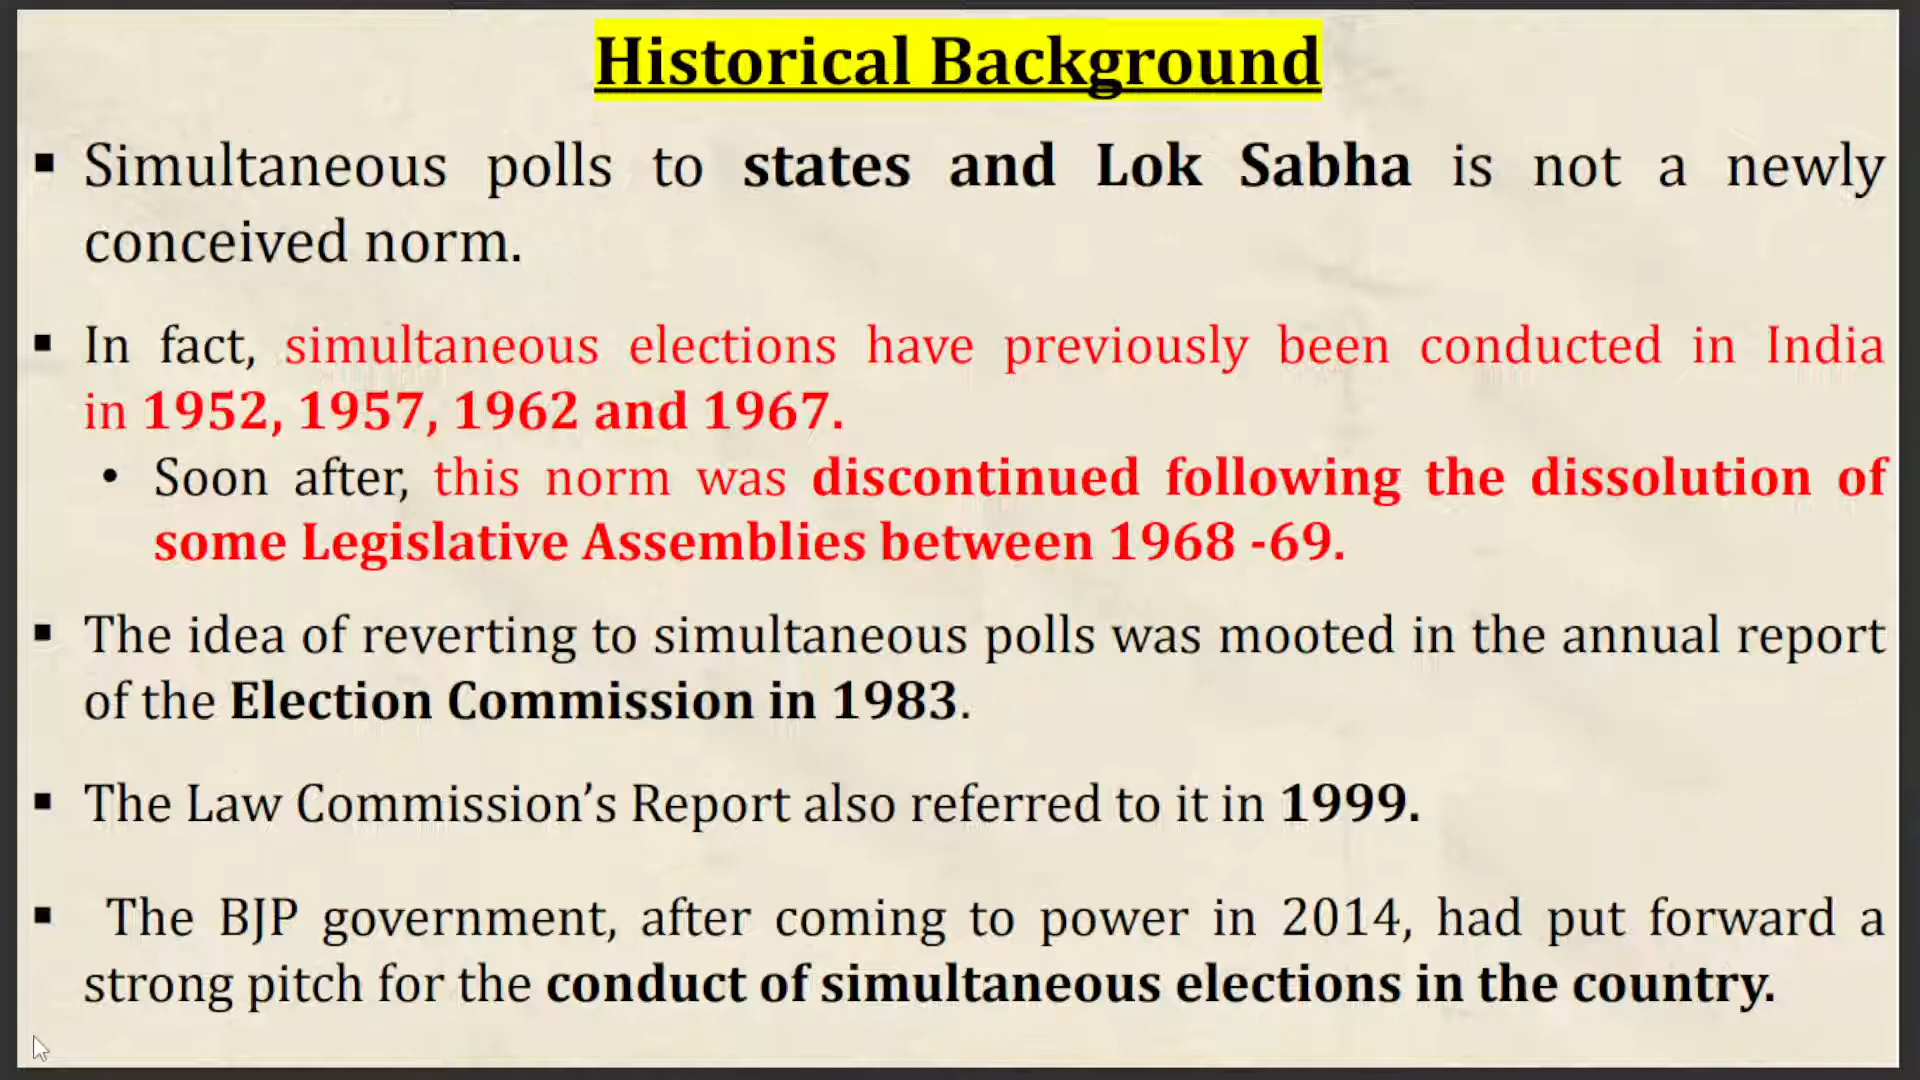 Historical Background
▪ Simultaneous polls to states and Lok Sabha is not a newly
conceived norm.
▪ In fact, simultaneous elections have previously been conducted in India
in 1952, 1957, 1962 and 1967.
• Soon after, this norm was discontinued following the dissolution of
some Legislative Assemblies between 1968 -69.
▪ The idea of reverting to simultaneous polls was mooted in the annual report
of the Election Commission in 1983.
▪ The Law Commission’s Report also referred to it in 1999.
▪ The BJP government, after coming to power in 2014, had put forward a
strong pitch for the conduct of simultaneous elections in the country.